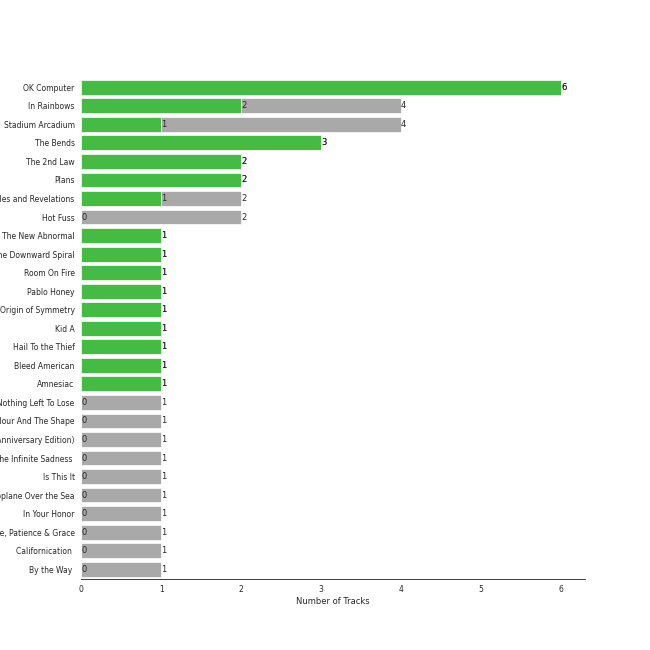 OK Computer 6
In Rainbows 2 4
Stadium Arcadium 1 4
The Bends 3
The 2nd Law 2
Plans 2
and Revelations 1 2
Hot Fuss 0 2
The New Abnormal 1
Downward Spiral 1
Room On Fire 1
Pablo Honey 1
Origin of Symmetry 1
Kid A 1
Hail To the Thief 1
Bleed American 1
Amnesiac 1
Nothing Left To Lose 0 1
And The Shape 0 1
Anniversary Edition) 0 1
Infinite Sadness 0 1
Is This It 0 1
Over the Sea 0 1
In Your Honor 0 1
Patience & Grace 0 1
Californication 0 1
By the Way 0 1
0 1 2 3 4 5 6
Number of Tracks